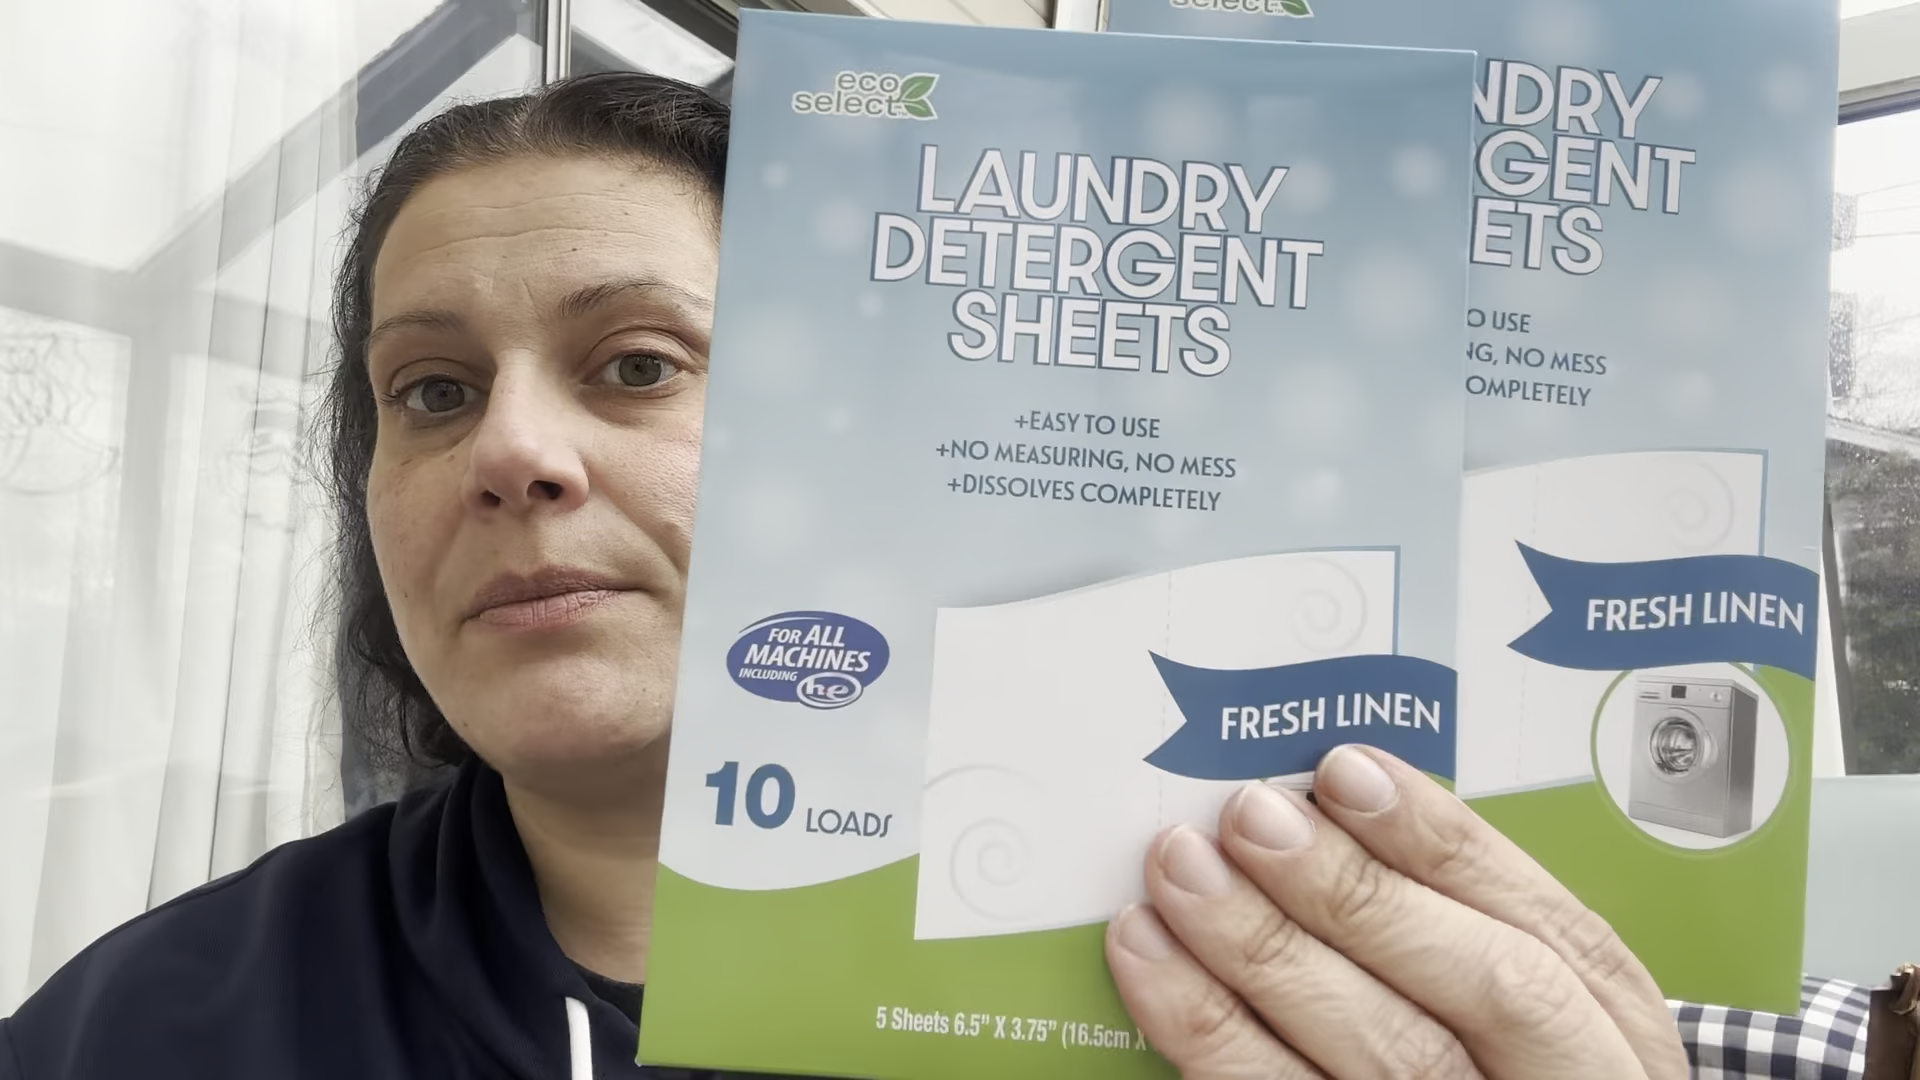 eco
select
LAUNDRY
DETERGENT
SHEETS
+EASY TO USE
+NO MEASURING, NO MESS
+DISSOLVES COMPLETELY
FOR ALL
MACHINES
INCLUDING he
FRESH LINEN
10 LOADS
5 Sheets 6.5" X 3.75" (16.5cm X
select
NDRY
GENT
ETS
O USE
NG, NO MESS
OMPLETELY
FRESH LINEN